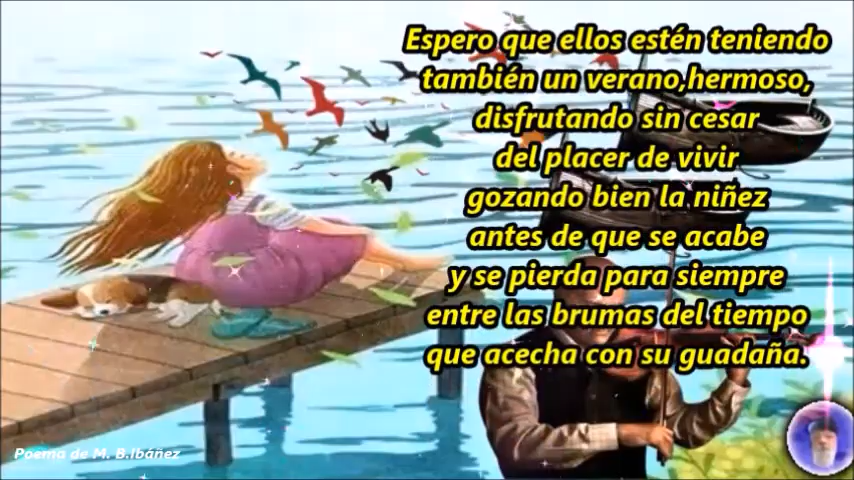 Espero que ellos estén teniendo
también un verano,hermoso,
disfrutando sin cesar
del placer de vivir
gozando bien la niñez
antes de que se acabe
y se pierda para siempre
entre las brumas del tiempo
que acecha con su guadaña.
Poema de M. B.Ibáñez